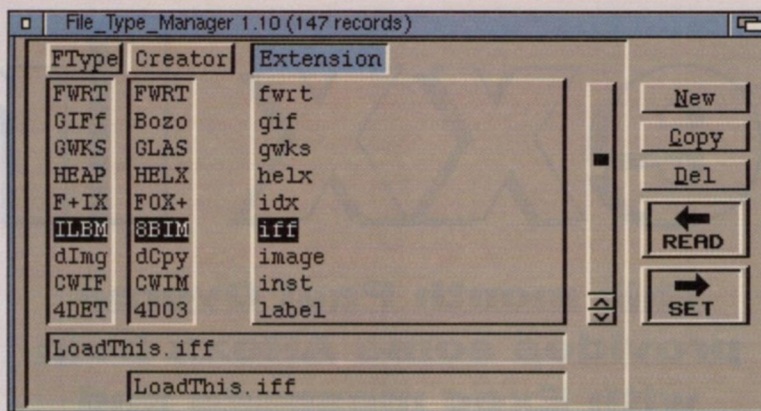 File_Type_Manager 1.10 (147 records)
FType Creator Extension
FWRT FWRT fwrt
GIFf Bozo gif
GWKS GLAS gwks
HEAP HELX helx
F+IX FOX+ idx
ILBM 8BIM iff
dImg dCpy image
CWIF CWIM inst
4DET 4D03 label
New
Copy
Del
READ
SET
LoadThis.iff
LoadThis.iff